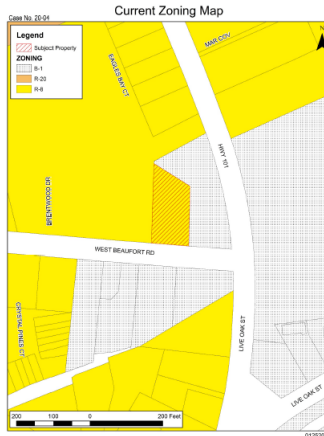 Current Zoning Map
Case No. 20-04
Legend
Subject Property
ZONING
B-1
R-20
R-8
N
MAR COV
EAGLES BAY CT
HWY 101
BRENTWOOD DR
WEST BEAUFORT RD
CRYSTAL PINES CT
LIVE OAK ST
LIVE OAK ST
200 100 0 200 Feet